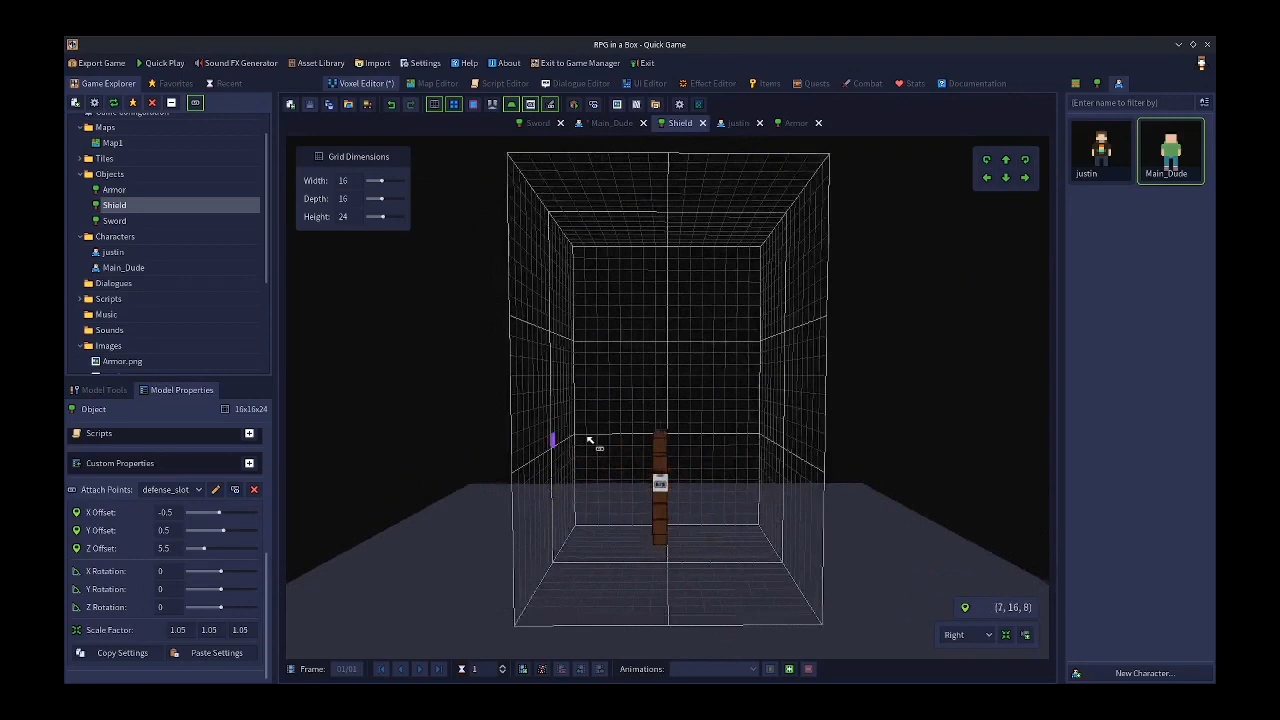 RPG in a Box - Quick Game
Export Game Quick Play Sound FX Generator Asset Library Import Settings Help About Exit to Game Manager Exit
Game Explorer Favorites Recent Voxel Editor (*) Map Editor Script Editor Dialogue Editor UI Editor Effect Editor Items Quests Combat Stats Documentation
(Enter name to filter by)
Sword * Main_Dude Shield justin Armor
Maps
Map1
Tiles
Objects
Armor
Shield
Sword
Characters
justin
Main_Dude
Dialogues
Scripts
Music
Sounds
Images
Armor.png
Grid Dimensions
Width: 16
Depth: 16
Height: 24
justin Main_Dude
Model Tools Model Properties
Object 16x16x24
Scripts
Custom Properties
Attach Points: defense_slot
X Offset: -0.5
Y Offset: 0.5
Z Offset: 5.5
X Rotation: 0
Y Rotation: 0
Z Rotation: 0
Scale Factor: 1.05 1.05 1.05
Copy Settings Paste Settings
(7, 16, 8)
Right
Frame: 01/01 1 Animations:
New Character...